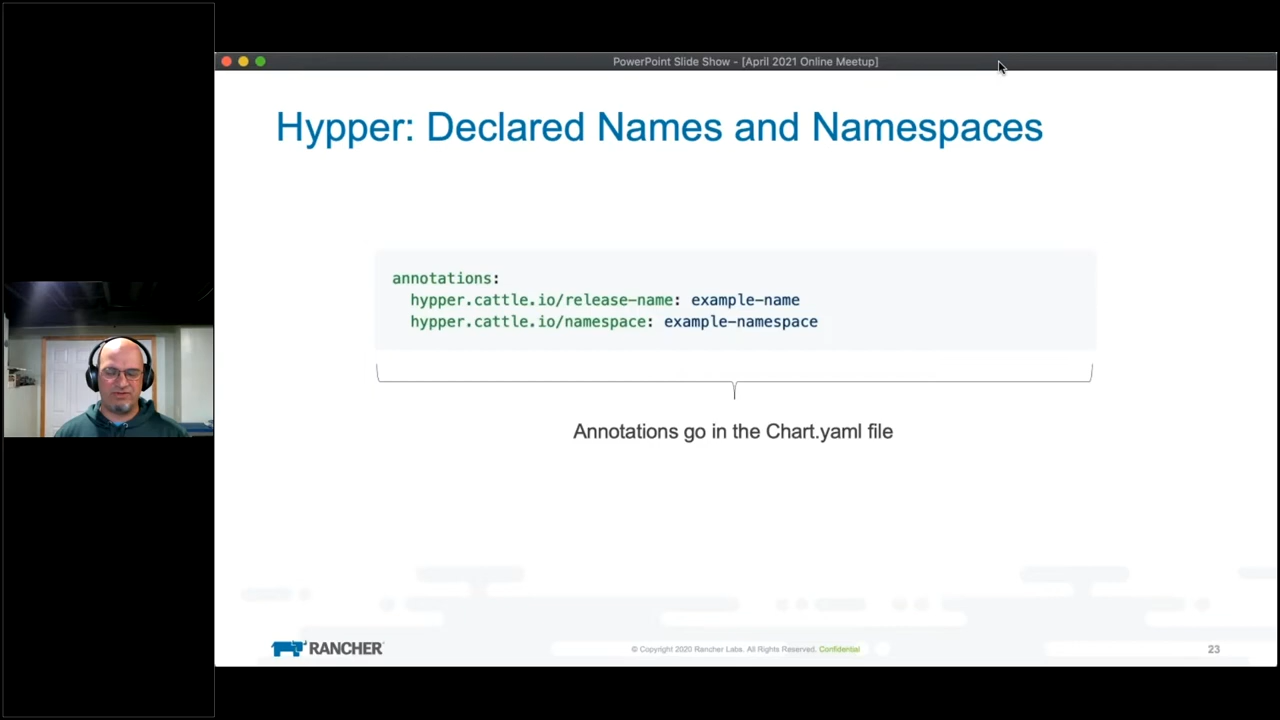 PowerPoint Slide Show - [April 2021 Online Meetup]
Hypper: Declared Names and Namespaces
annotations:
hypper.cattle.io/release-name: example-name
hypper.cattle.io/namespace: example-namespace
Annotations go in the Chart.yaml file
RANCHER
© Copyright 2020 Rancher Labs. All Rights Reserved. Confidential
23